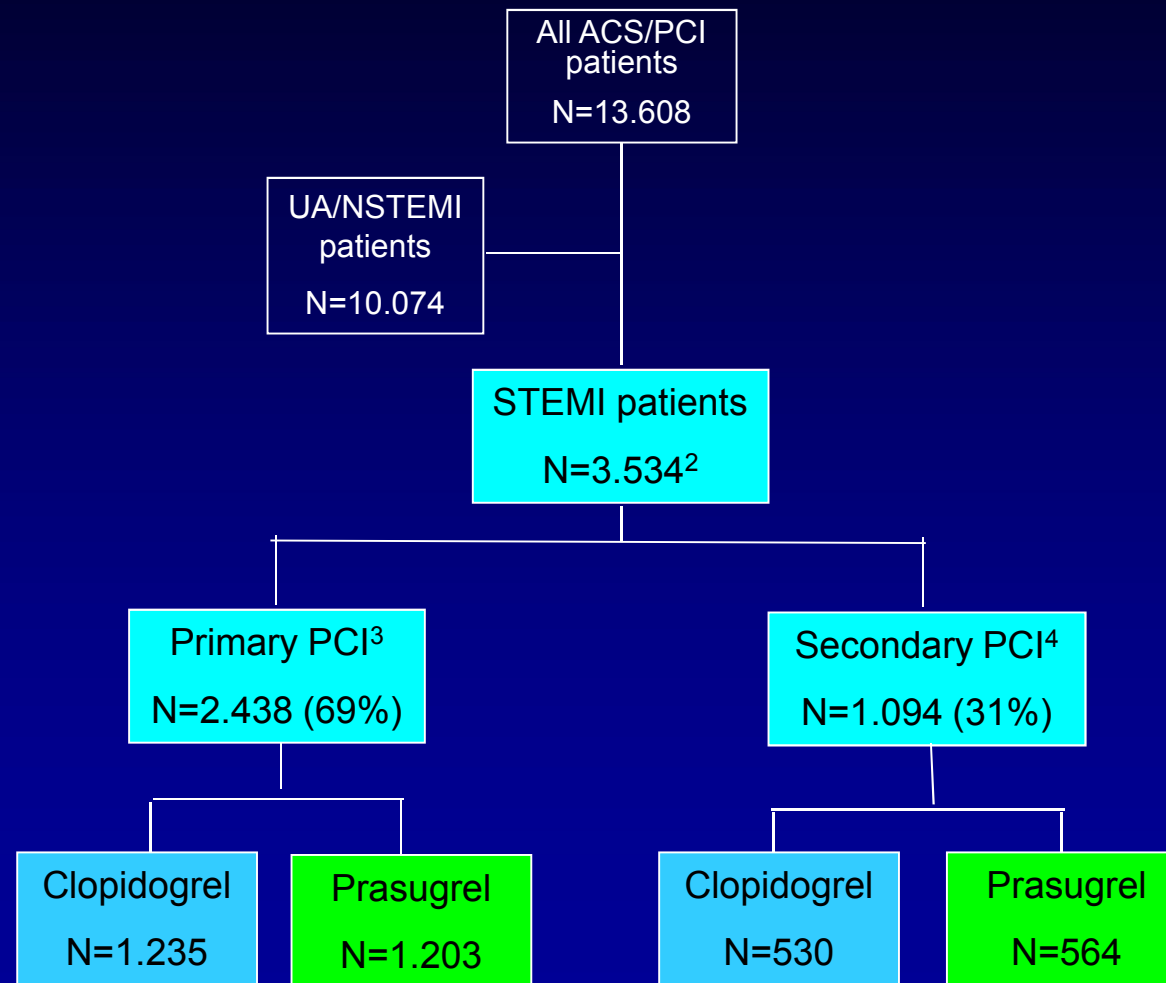 All ACS/PCI
patients
N=13.608
UA/NSTEMI
patients
N=10.074
STEMI patients
N=3.534²
Primary PCI³
N=2.438 (69%)
Secondary PCI⁴
N=1.094 (31%)
Clopidogrel
N=1.235
Prasugrel
N=1.203
Clopidogrel
N=530
Prasugrel
N=564